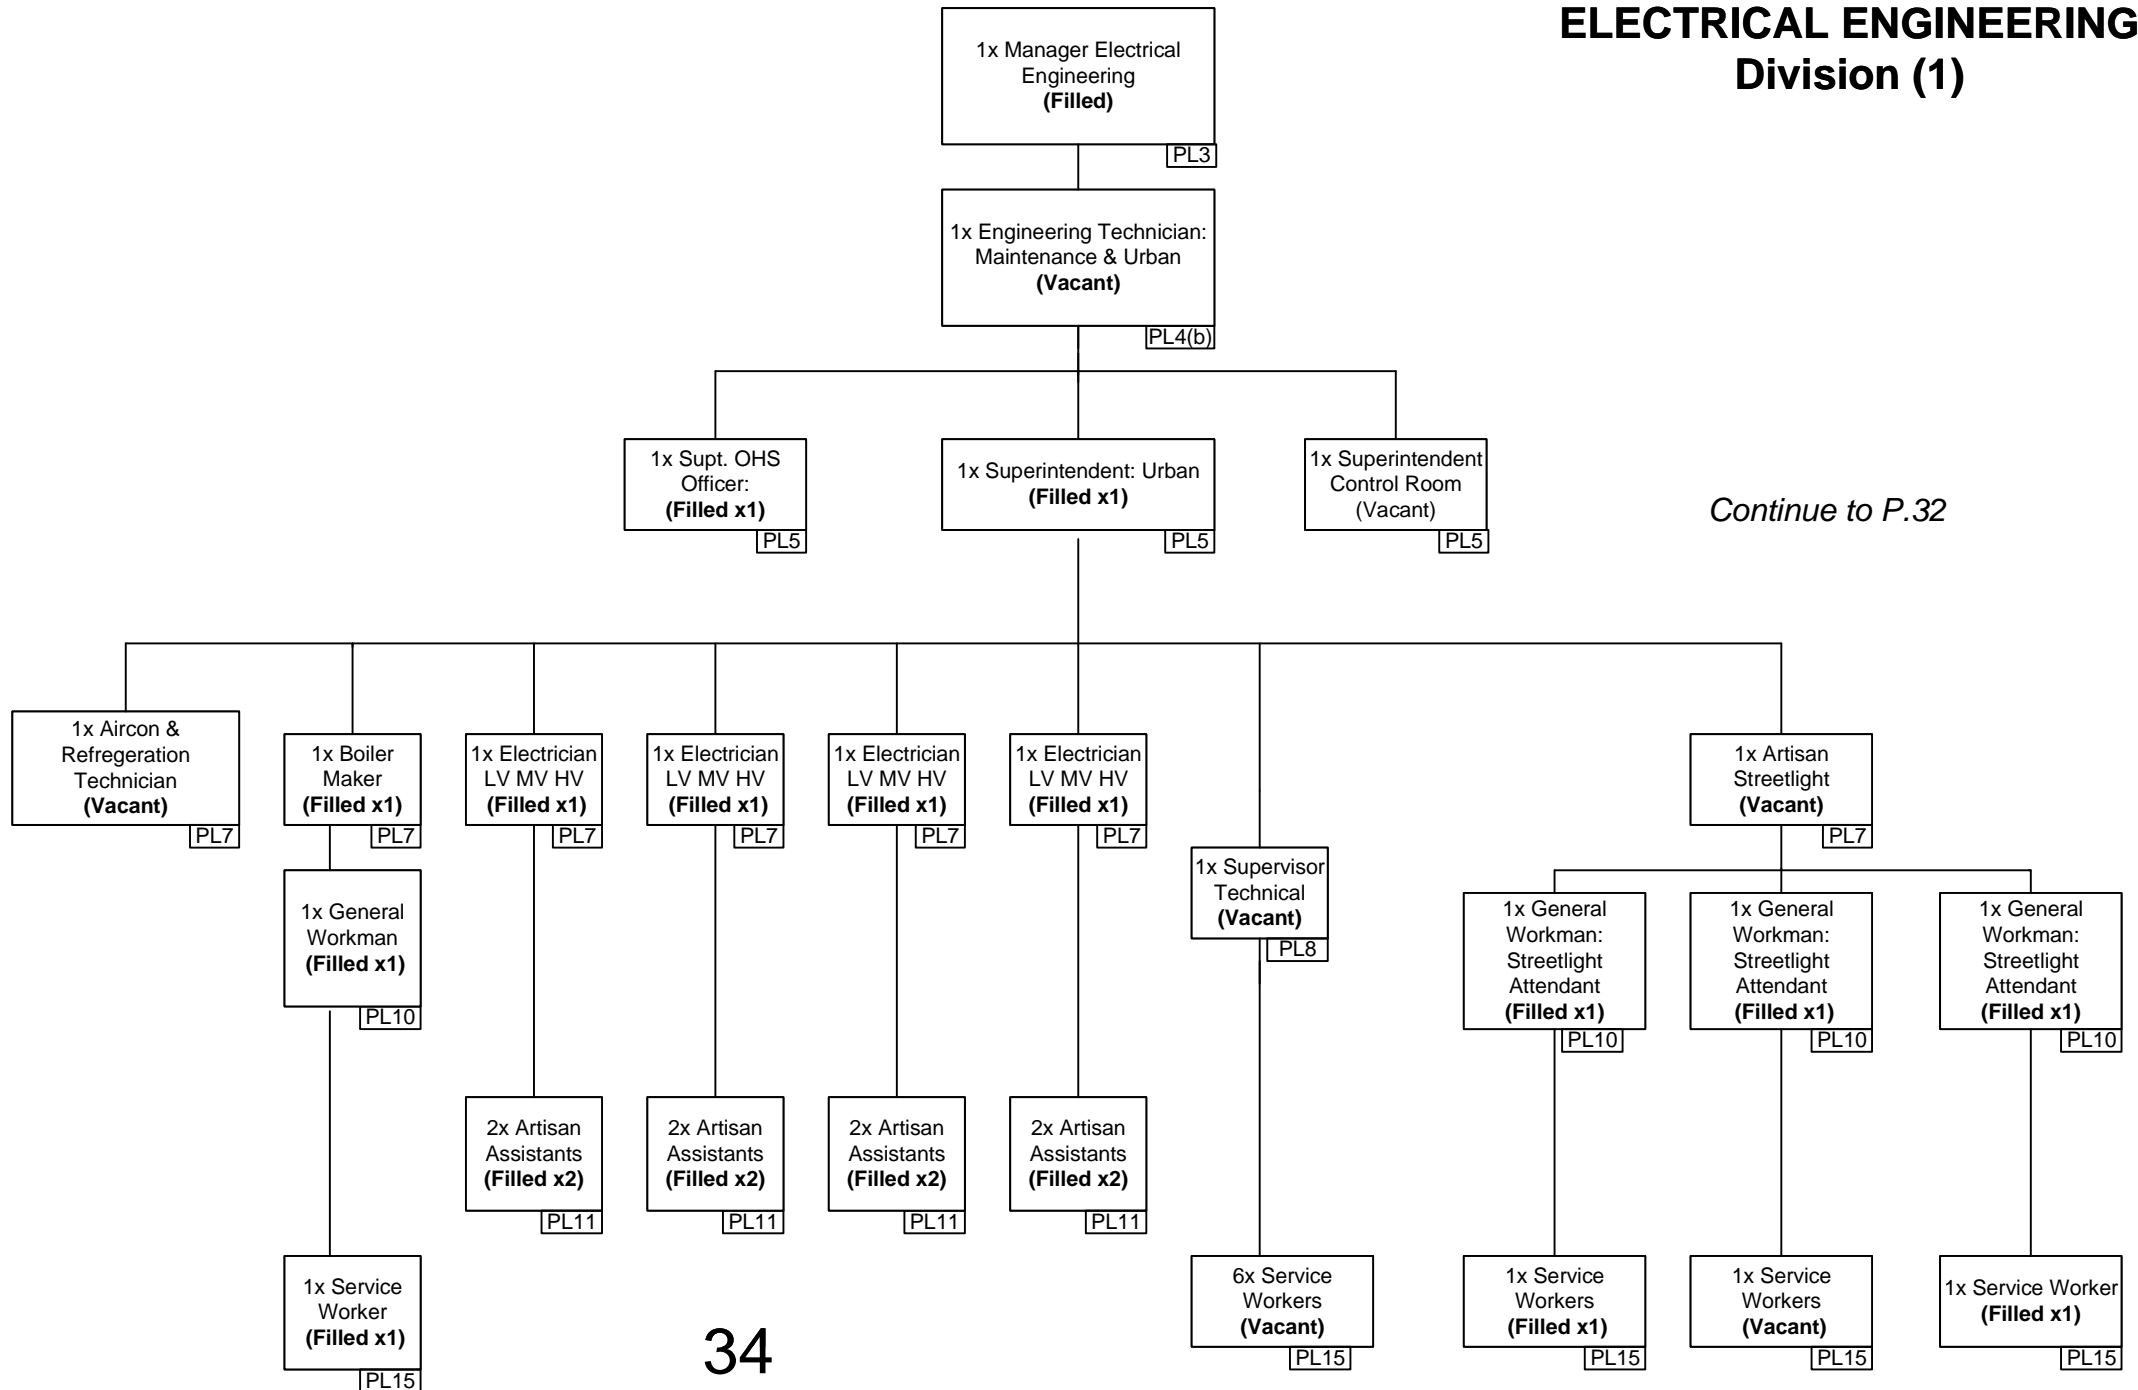 ELECTRICAL ENGINEERING
Division (1)
1x Manager Electrical
Engineering
(Filled)
PL3
1x Engineering Technician:
Maintenance & Urban
(Vacant)
PL4(b)
1x Supt. OHS
Officer:
(Filled x1)
PL5
1x Superintendent: Urban
(Filled x1)
PL5
1x Superintendent
Control Room
(Vacant)
PL5
Continue to P.32
1x Aircon &
Refregeration
Technician
(Vacant)
PL7
1x Boiler
Maker
(Filled x1)
PL7
1x Electrician
LV MV HV
(Filled x1)
PL7
1x Electrician
LV MV HV
(Filled x1)
PL7
1x Electrician
LV MV HV
(Filled x1)
PL7
1x Electrician
LV MV HV
(Filled x1)
PL7
1x Artisan
Streetlight
(Vacant)
PL7
1x Supervisor
Technical
(Vacant)
PL8
1x General
Workman
(Filled x1)
PL10
1x General
Workman:
Streetlight
Attendant
(Filled x1)
PL10
1x General
Workman:
Streetlight
Attendant
(Filled x1)
PL10
1x General
Workman:
Streetlight
Attendant
(Filled x1)
PL10
2x Artisan
Assistants
(Filled x2)
PL11
2x Artisan
Assistants
(Filled x2)
PL11
2x Artisan
Assistants
(Filled x2)
PL11
2x Artisan
Assistants
(Filled x2)
PL11
1x Service
Worker
(Filled x1)
PL15
6x Service
Workers
(Vacant)
PL15
1x Service
Workers
(Filled x1)
PL15
1x Service
Workers
(Vacant)
PL15
1x Service Worker
(Filled x1)
PL15
34